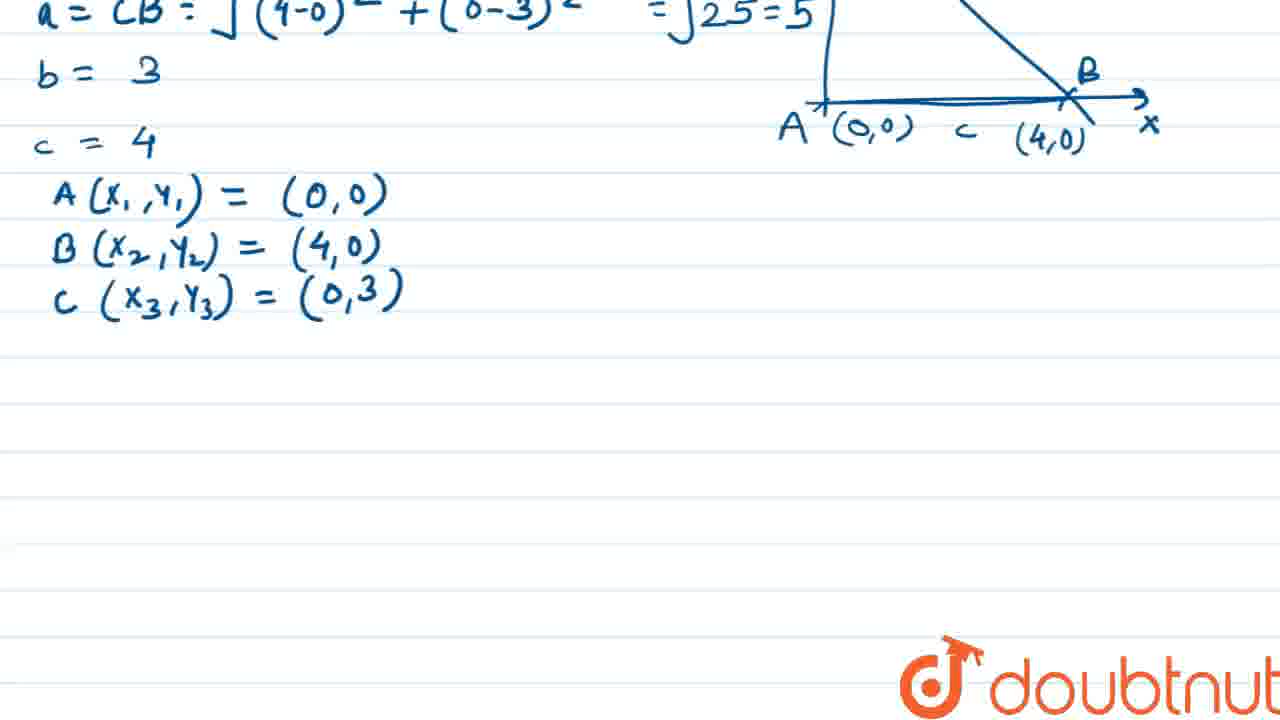 a = CB = √(4-0)² + (0-3)² = √25 = 5
b = 3
B
A (0,0) c (4,0) x
c = 4
A (x₁, y₁) = (0,0)
B (x₂, y₂) = (4,0)
C (x₃, y₃) = (0,3)
doubtnut